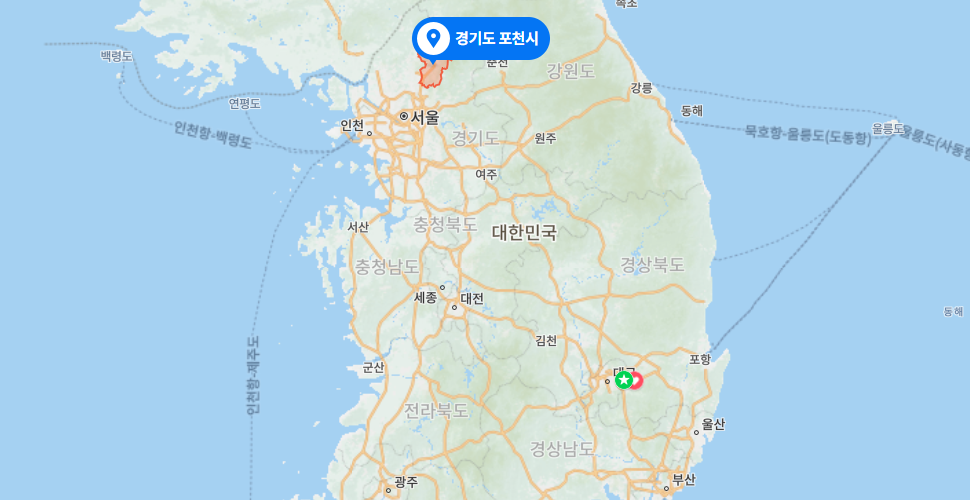 속초
경기도 포천시
백령도
춘천
강원도
강릉
연평도
동해
서울
인천
인천항-백령도
경기도
원주
묵호항-울릉도(도동항)
울릉도
울릉도(사동항
여주
서산
충청북도
대한민국
충청남도
경상북도
세종
대전
동해
김천
인천항-제주도
포항
군산
대구
전라북도
울산
경상남도
광주
부산